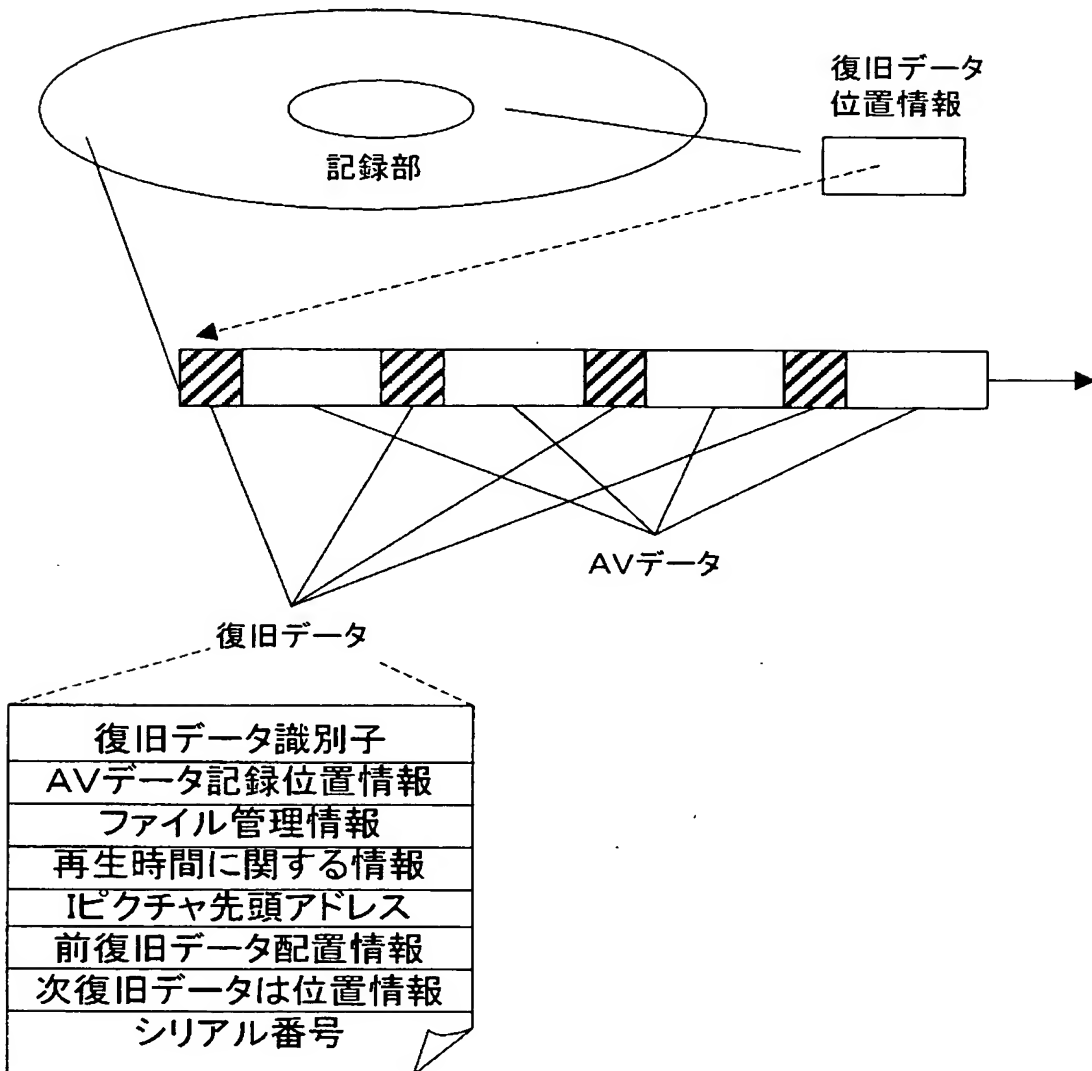 復旧データ
位置情報
記録部
AVデータ
復旧データ
復旧データ識別子
AVデータ記録位置情報
ファイル管理情報
再生時間に関する情報
Iピクチャ先頭アドレス
前復旧データ配置情報
次復旧データは位置情報
シリアル番号